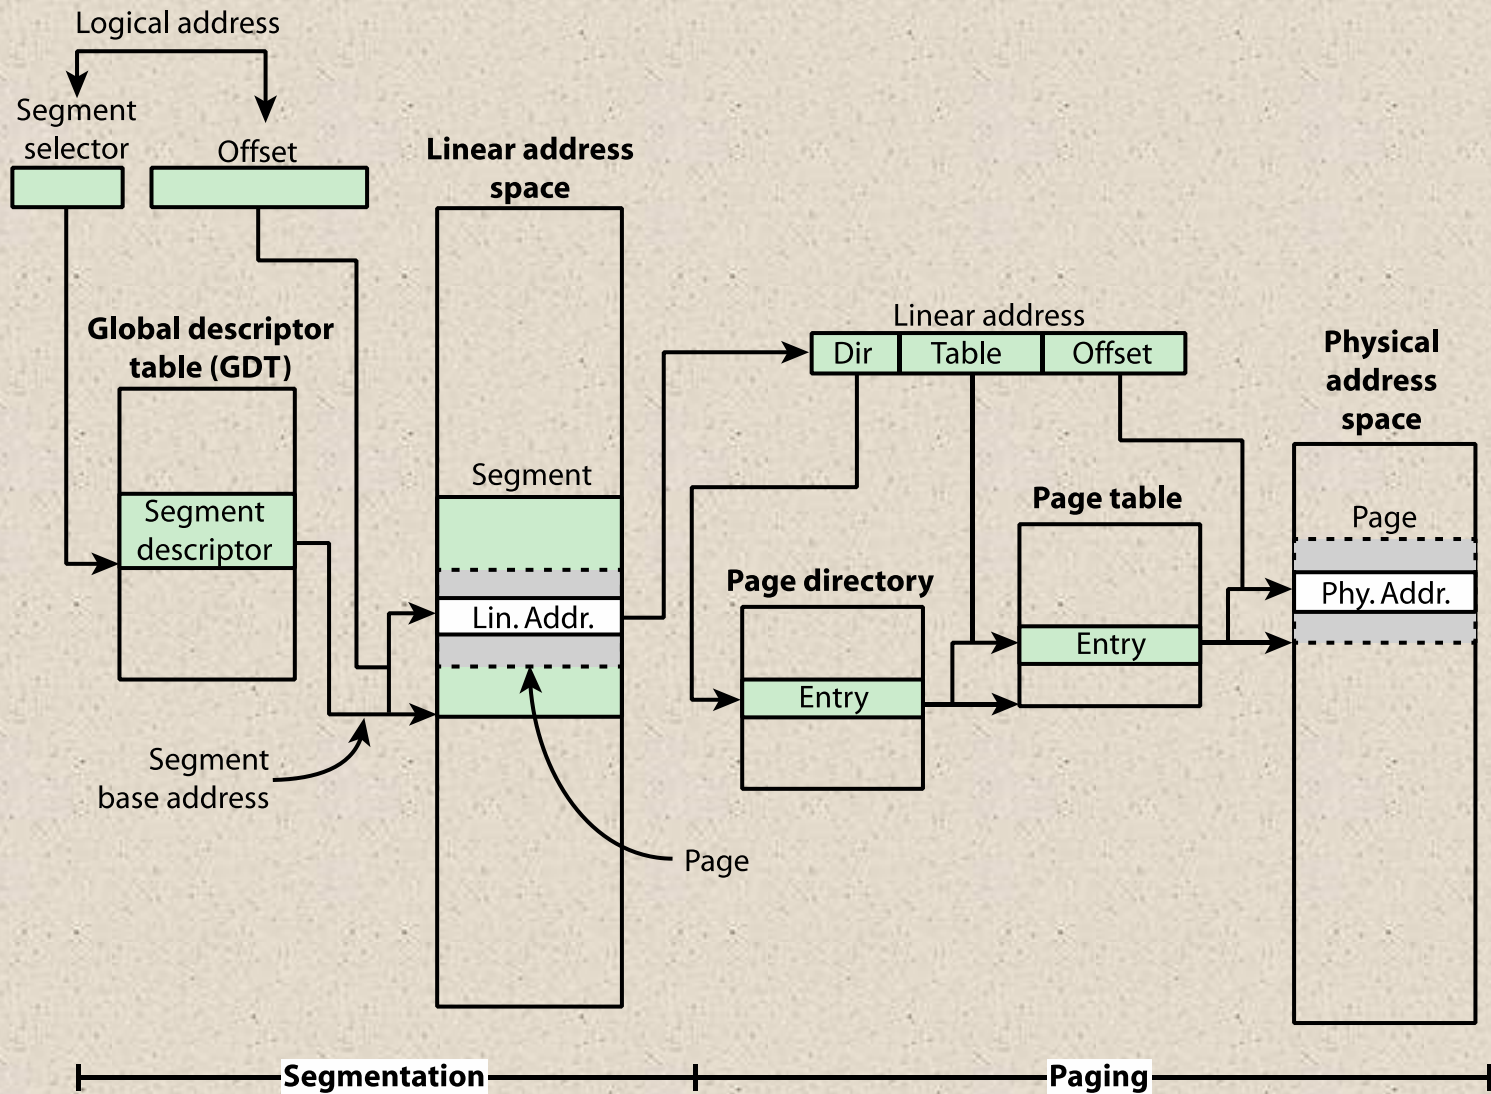 Logical address
Segment
selector
Offset
Linear address
space
Global descriptor
table (GDT)
Segment
descriptor
Segment
Lin. Addr.
Segment
base address
Page
Linear address
Dir
Table
Offset
Page directory
Entry
Page table
Entry
Physical
address
space
Page
Phy. Addr.
Segmentation
Paging